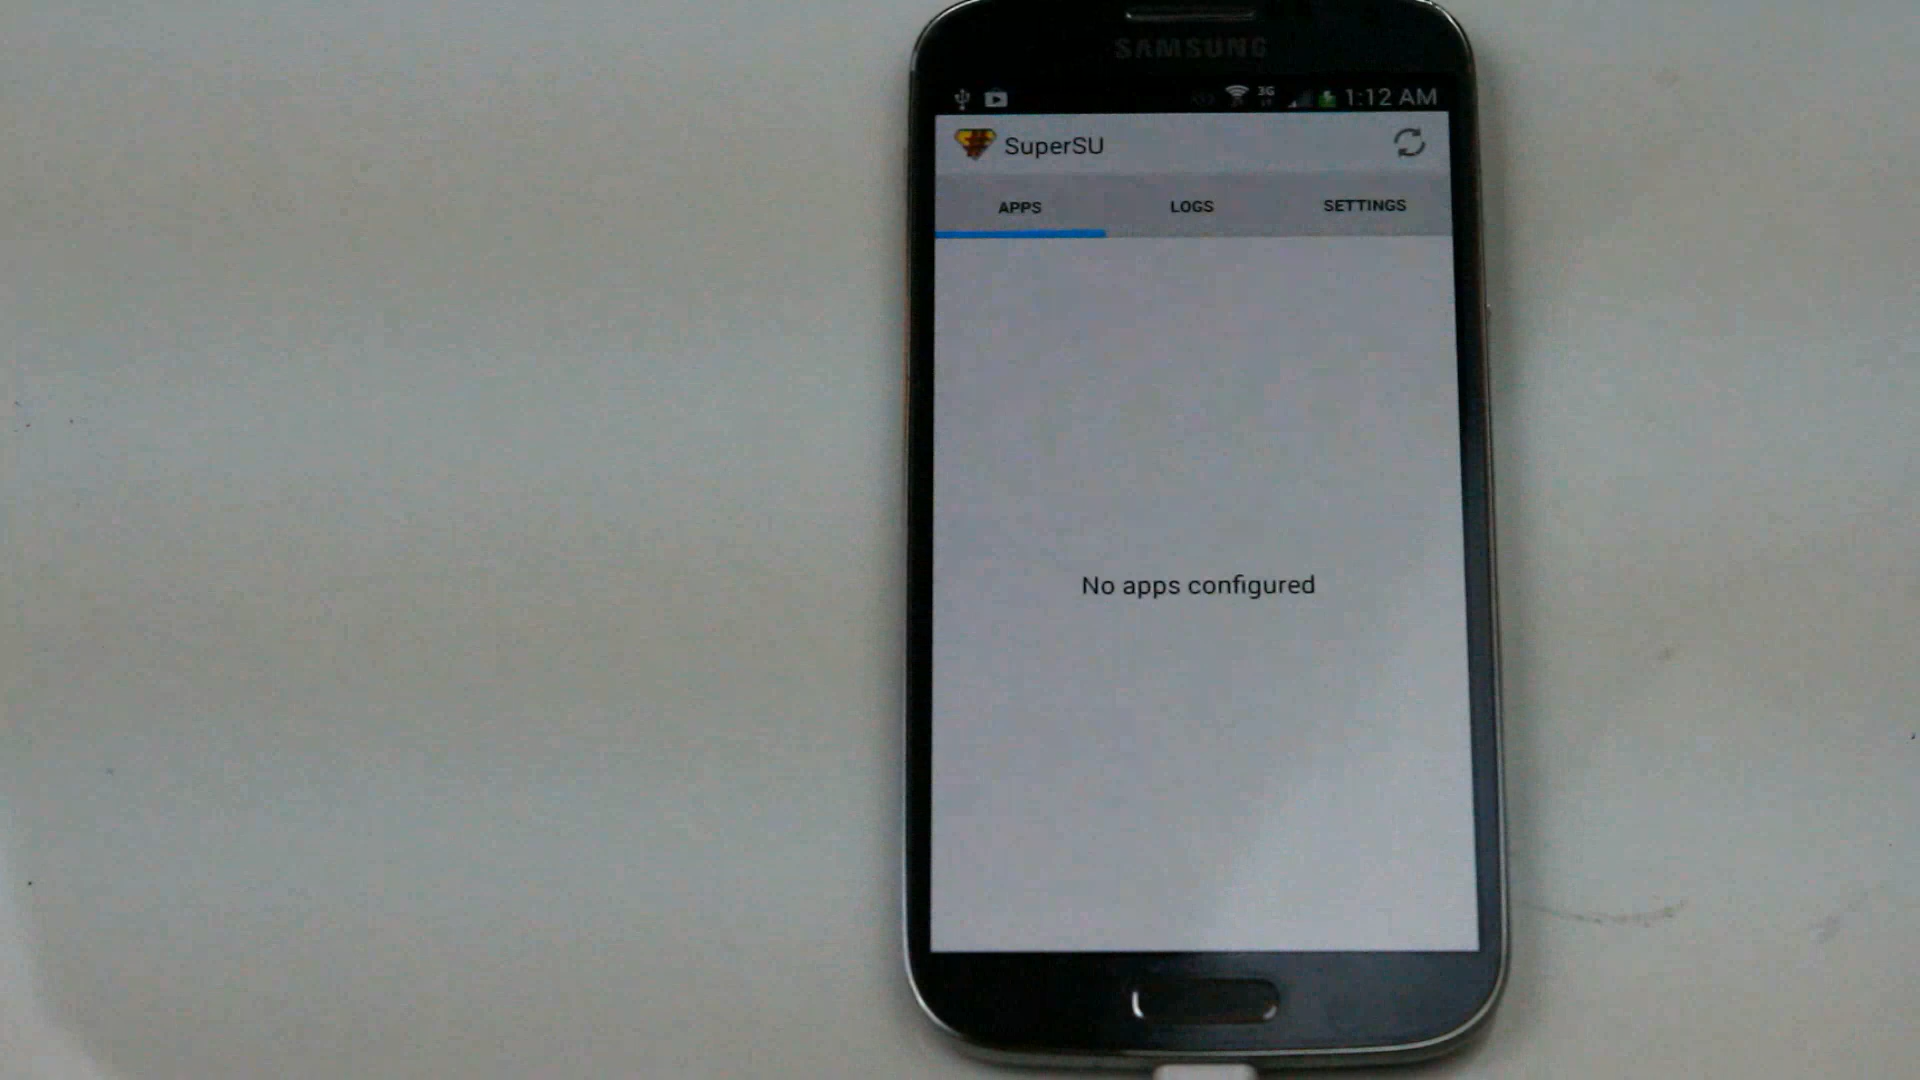 SAMSUNG
3G
1:12 AM
SuperSU
APPS
LOGS
SETTINGS
No apps configured